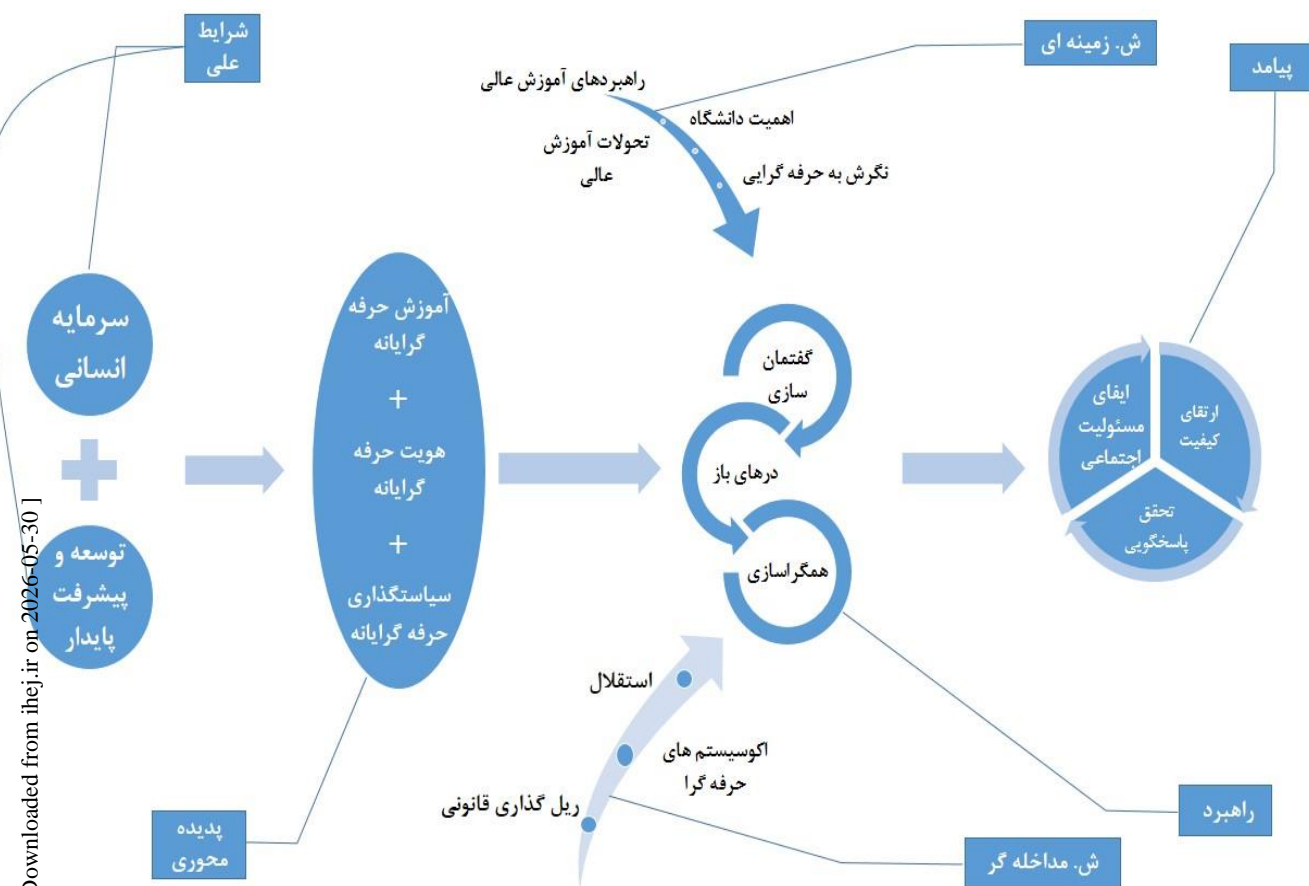 شرایط
علی
ش. زمینه ای
پیامد
راهبردهای آموزش عالی
اهمیت دانشگاه
تحولات آموزش
عالی
نگرش به حرفه گرایی
سرمایه
انسانی
+
توسعه و
پیشرفت
پایدار
آموزش حرفه
گرایانه
+
هویت حرفه
گرایانه
+
سیاستگذاری
حرفه گرایانه
گفتمان
سازی
درهای باز
همگراسازی
ارتقای
کیفیت
ایفای
مسئولیت
اجتماعی
تحقق
پاسخگویی
استقلال
اکوسیستم های
حرفه گرا
ریل گذاری قانونی
راهبرد
پدیده
محوری
ش. مداخله گر
Downloaded from ihej.ir on 2026-05-30 ]